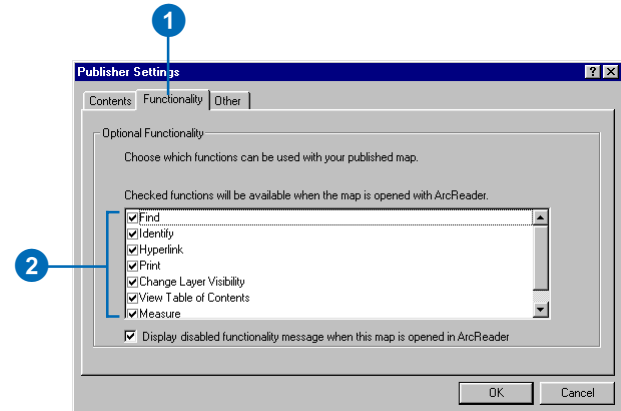 1
Publisher Settings
Contents Functionality Other
Optional Functionality
Choose which functions can be used with your published map.
Checked functions will be available when the map is opened with ArcReader.
Find
Identify
Hyperlink
2
Print
Change Layer Visibility
View Table of Contents
Measure
Display disabled functionality message when this map is opened in ArcReader
OK Cancel